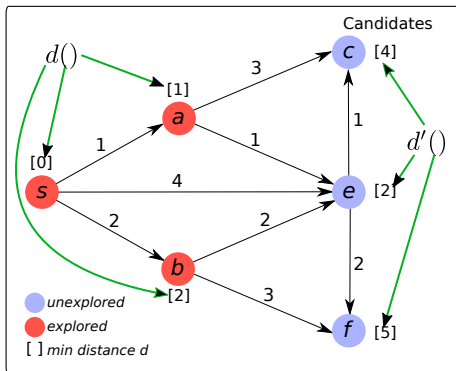 Candidates
d()
c [4]
3
[1]
a
1
1
1
d′()
[0]
s
4
e [2]
2
2
2
b
[2]
3
unexplored
explored
[ ] min distance d
f [5]